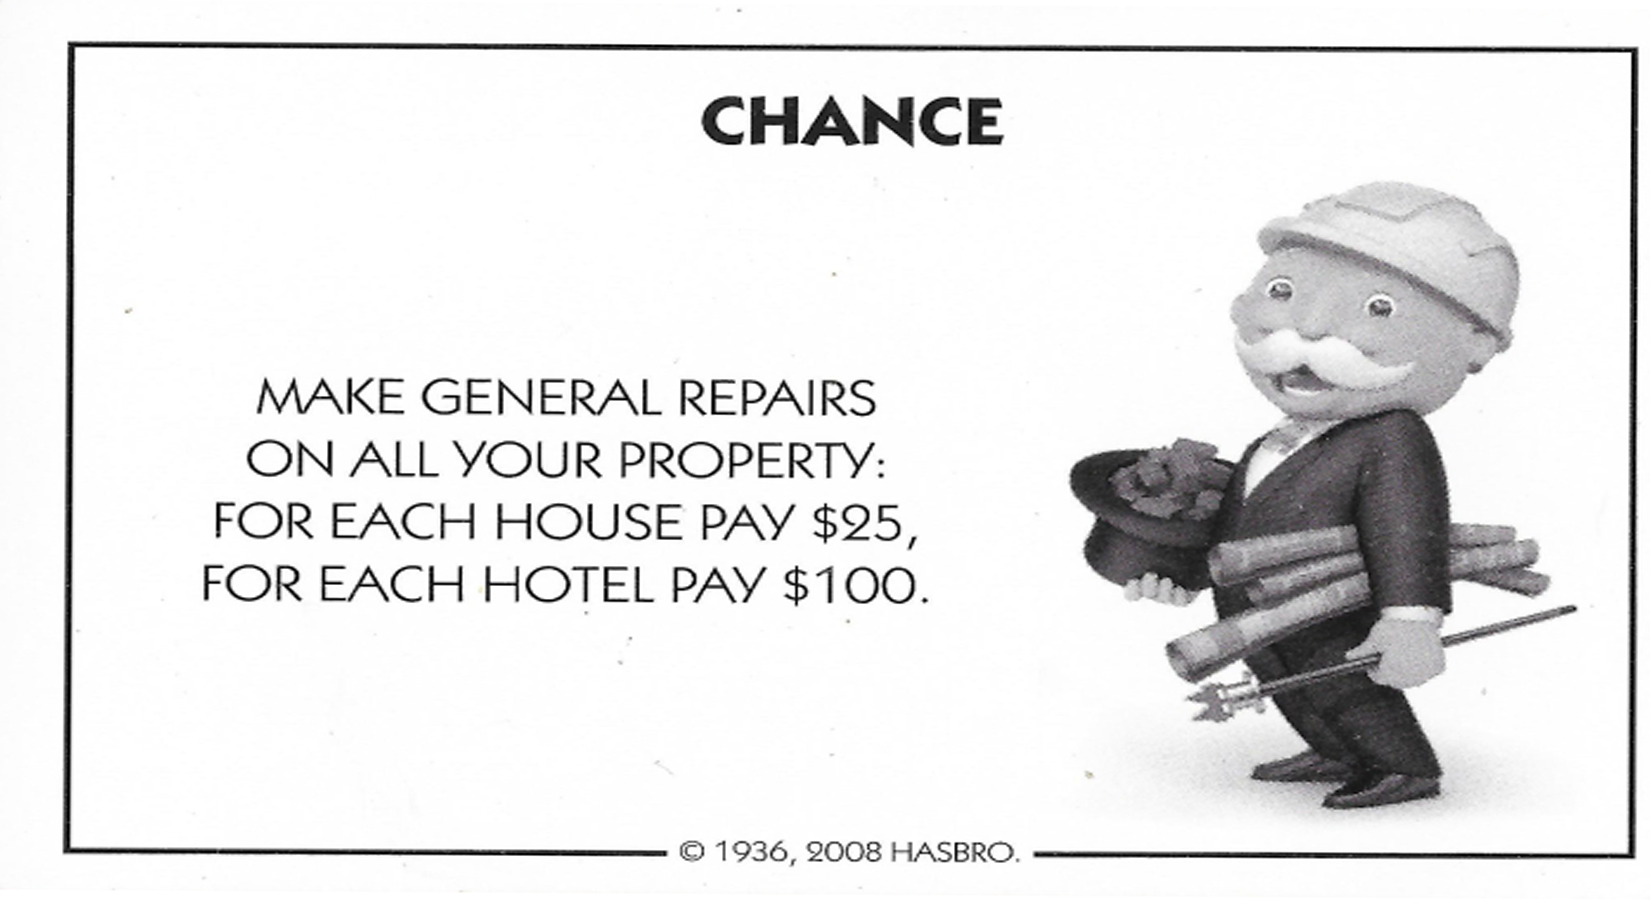 CHANCE
MAKE GENERAL REPAIRS
ON ALL YOUR PROPERTY:
FOR EACH HOUSE PAY $25,
FOR EACH HOTEL PAY $100.
© 1936, 2008 HASBRO.